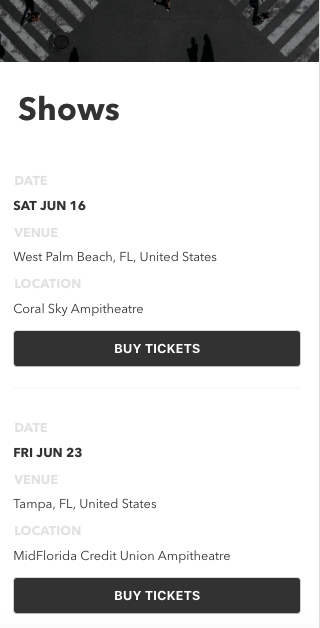 Shows
DATE
SAT JUN 16
VENUE
West Palm Beach, FL, United States
LOCATION
Coral Sky Ampitheatre
BUY TICKETS
DATE
FRI JUN 23
VENUE
Tampa, FL, United States
LOCATION
MidFlorida Credit Union Ampitheatre
BUY TICKETS